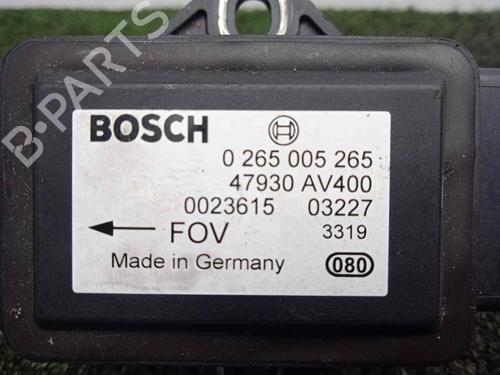 B-PARTS
BOSCH
0 265 005 265
47930 AV400
0023615 03227
FOV 3319
Made in Germany 080